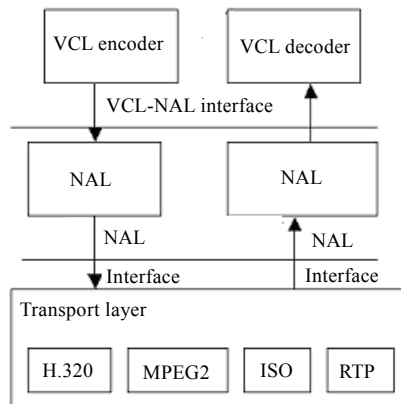 VCL encoder
VCL decoder
VCL-NAL interface
NAL
NAL
NAL
NAL
Interface
Interface
Transport layer
H.320
MPEG2
ISO
RTP